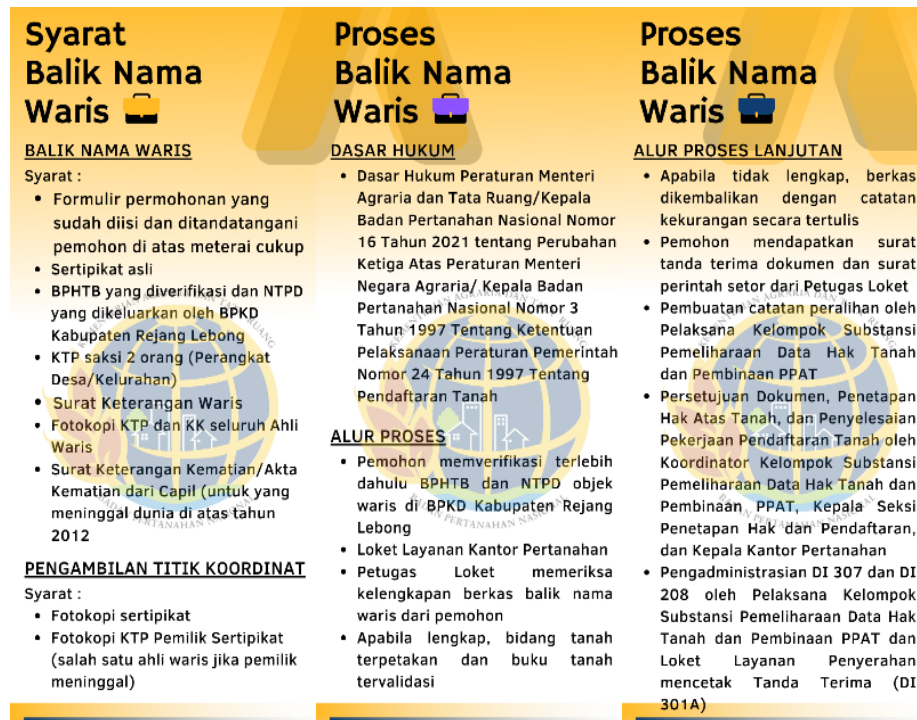 Syarat
Balik Nama
Waris
BALIK NAMA WARIS
Syarat :
• Formulir permohonan yang
sudah diisi dan ditandatangani
pemohon di atas meterai cukup
• Sertipikat asli
• BPHTB yang diverifikasi dan NTPD
yang dikeluarkan oleh BPKD
Kabupaten Rejang Lebong
• KTP saksi 2 orang (Perangkat
Desa/Kelurahan)
• Surat Keterangan Waris
• Fotokopi KTP dan KK seluruh Ahli
Waris
• Surat Keterangan Kematian/Akta
Kematian dari Capil (untuk yang
meninggal dunia di atas tahun
2012
PENGAMBILAN TITIK KOORDINAT
Syarat :
• Fotokopi sertipikat
• Fotokopi KTP Pemilik Sertipikat
(salah satu ahli waris jika pemilik
meninggal)
Proses
Balik Nama
Waris
DASAR HUKUM
• Dasar Hukum Peraturan Menteri
Agraria dan Tata Ruang/Kepala
Badan Pertanahan Nasional Nomor
16 Tahun 2021 tentang Perubahan
Ketiga Atas Peraturan Menteri
Negara Agraria/ Kepala Badan
Pertanahan Nasional Nomor 3
Tahun 1997 Tentang Ketentuan
Pelaksanaan Peraturan Pemerintah
Nomor 24 Tahun 1997 Tentang
Pendaftaran Tanah
ALUR PROSES
• Pemohon memverifikasi terlebih
dahulu BPHTB dan NTPD objek
waris di BPKD Kabupaten Rejang
Lebong
• Loket Layanan Kantor Pertanahan
• Petugas Loket memeriksa
kelengkapan berkas balik nama
waris dari pemohon
• Apabila lengkap, bidang tanah
terpetakan dan buku tanah
tervalidasi
Proses
Balik Nama
Waris
ALUR PROSES LANJUTAN
• Apabila tidak lengkap, berkas
dikembalikan dengan catatan
kekurangan secara tertulis
• Pemohon mendapatkan surat
tanda terima dokumen dan surat
perintah setor dari Petugas Loket
• Pembuatan catatan peralihan oleh
Pelaksana Kelompok Substansi
Pemeliharaan Data Hak Tanah
dan Pembinaan PPAT
• Persetujuan Dokumen, Penetapan
Hak Atas Tanah, dan Penyelesaian
Pekerjaan Pendaftaran Tanah oleh
Koordinator Kelompok Substansi
Pemeliharaan Data Hak Tanah dan
Pembinaan PPAT, Kepala Seksi
Penetapan Hak dan Pendaftaran,
dan Kepala Kantor Pertanahan
• Pengadministrasian DI 307 dan DI
208 oleh Pelaksana Kelompok
Substansi Pemeliharaan Data Hak
Tanah dan Pembinaan PPAT dan
Loket Layanan Penyerahan
mencetak Tanda Terima (DI
301A)